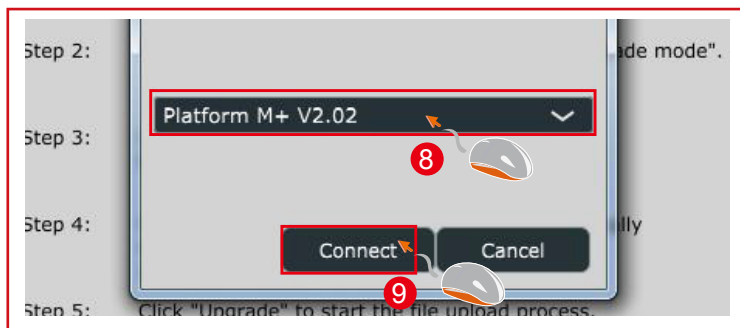 Step 2:
ade mode".
Platform M+ V2.02
8
Step 3:
Step 4:
lly
Connect
Cancel
9
Step 5: Click "Upgrade" to start the file upload process.